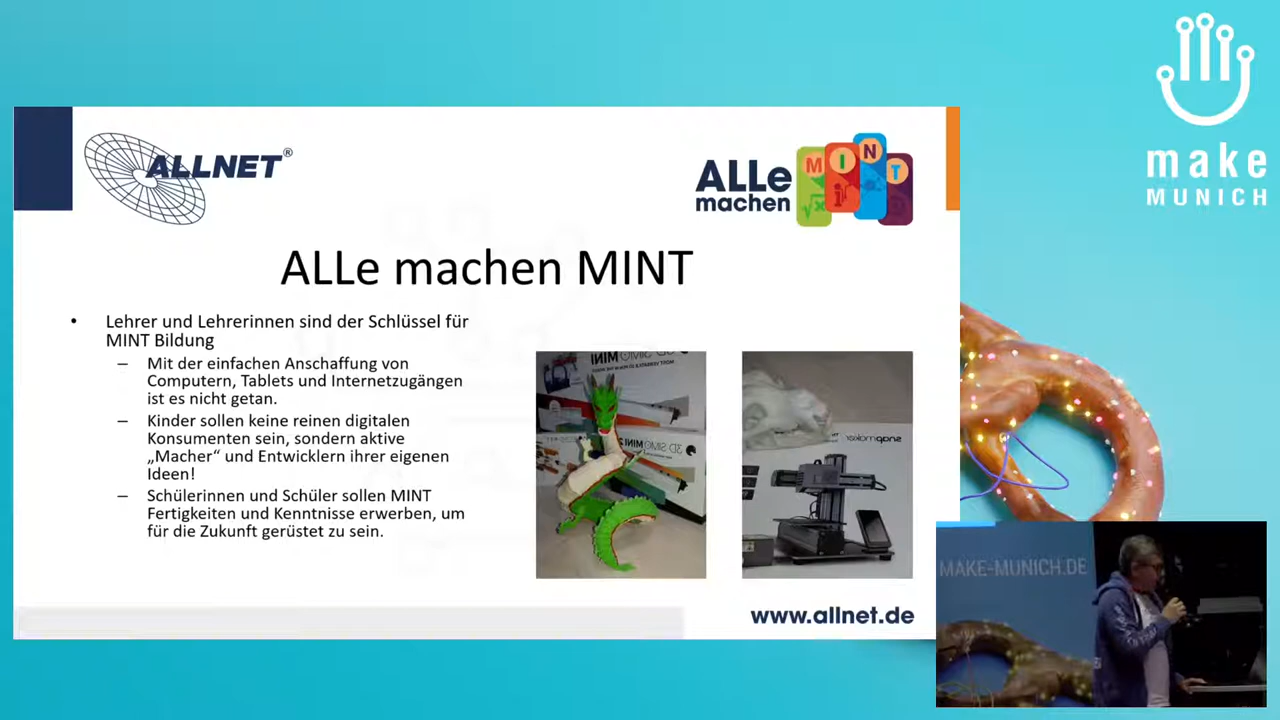 make
MUNICH
ALLNET®
ALLe
machen
M I N T
ALLe machen MINT
• Lehrer und Lehrerinnen sind der Schlüssel für
MINT Bildung
– Mit der einfachen Anschaffung von
Computern, Tablets und Internetzugängen
ist es nicht getan.
– Kinder sollen keine reinen digitalen
Konsumenten sein, sondern aktive
„Macher“ und Entwicklern ihrer eigenen
Ideen!
– Schülerinnen und Schüler sollen MINT
Fertigkeiten und Kenntnisse erwerben, um
für die Zukunft gerüstet zu sein.
snapmaker
www.allnet.de
MAKE-MUNICH.DE